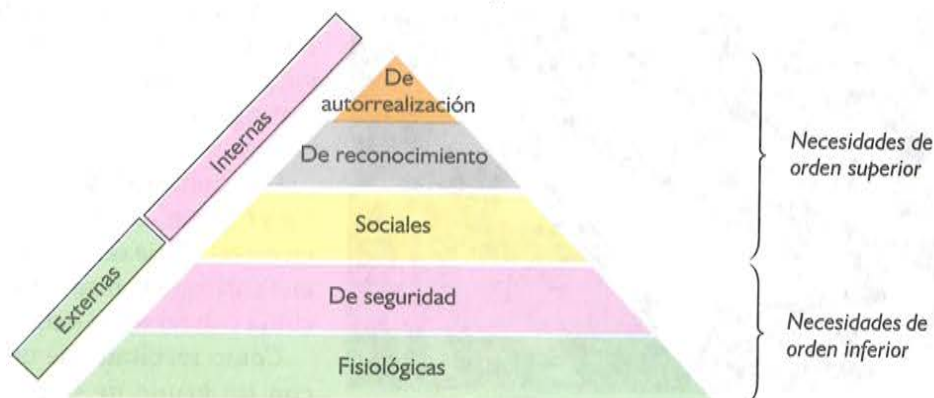 De
autorrealización
De reconocimiento
Sociales
De seguridad
Fisiológicas
Internas
Externas
Necesidades de
orden superior
Necesidades de
orden inferior